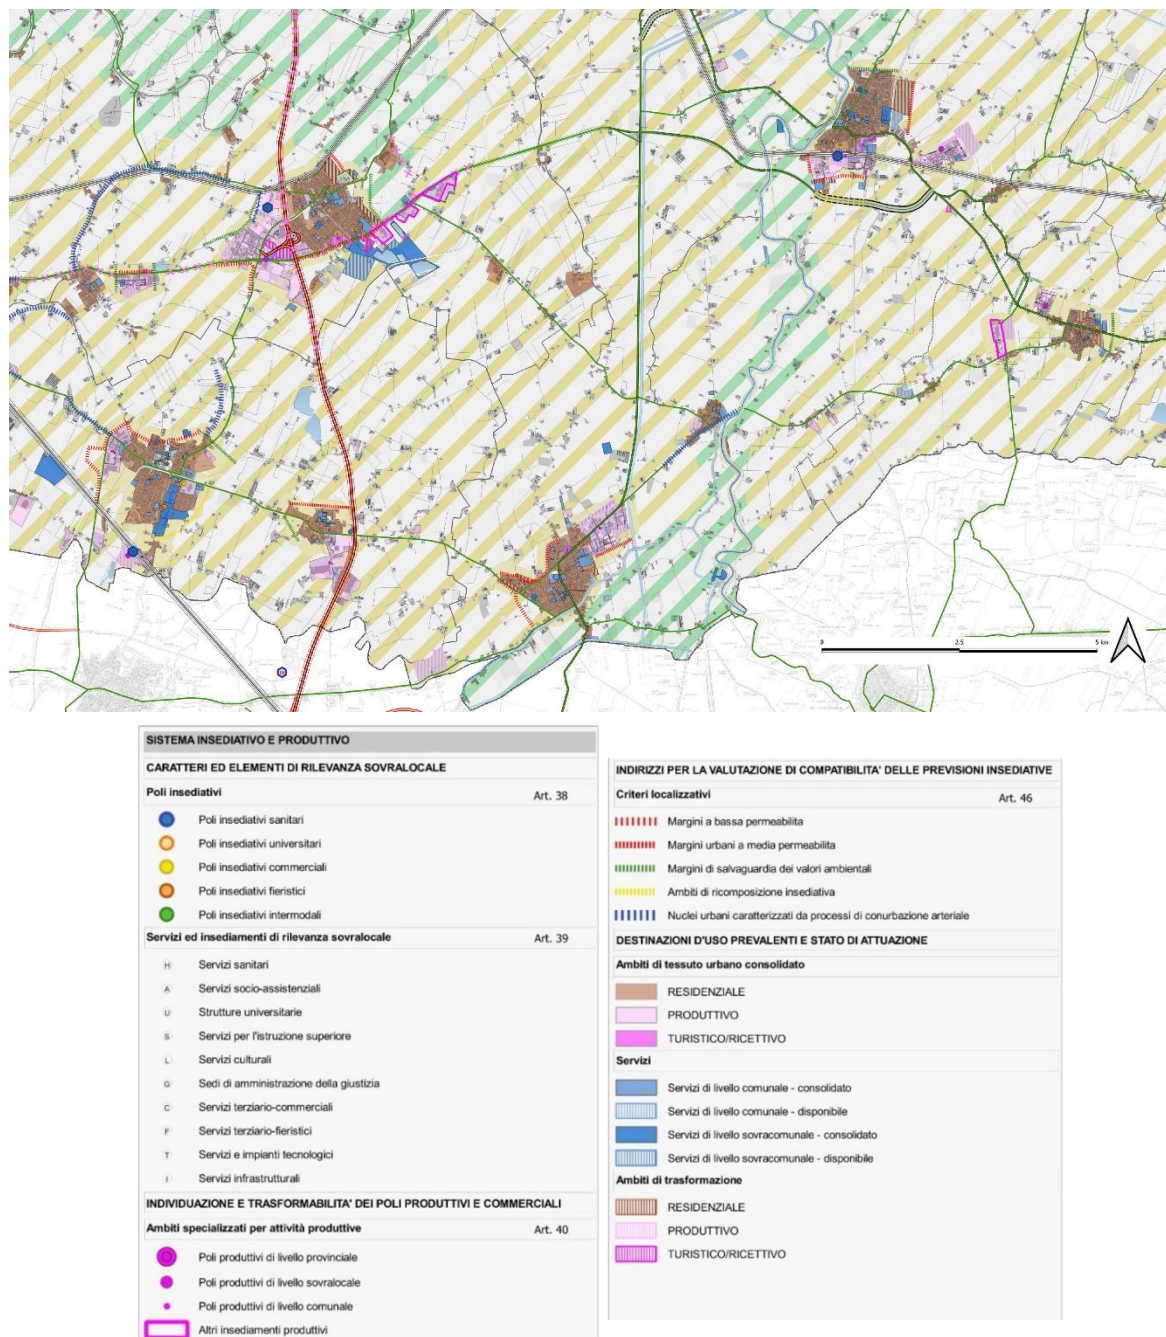 0
2.5
5 km
SISTEMA INSEDIATIVO E PRODUTTIVO
CARATTERI ED ELEMENTI DI RILEVANZA SOVRALOCALE
Poli insediativi Art. 38
Poli insediativi sanitari
Poli insediativi universitari
Poli insediativi commerciali
Poli insediativi fieristici
Poli insediativi intermodali
Servizi ed insediamenti di rilevanza sovralocale Art. 39
H Servizi sanitari
A Servizi socio-assistenziali
U Strutture universitarie
S Servizi per l'istruzione superiore
L Servizi culturali
G Sedi di amministrazione della giustizia
C Servizi terziario-commerciali
F Servizi terziario-fieristici
T Servizi e impianti tecnologici
I Servizi infrastrutturali
INDIVIDUAZIONE E TRASFORMABILITA' DEI POLI PRODUTTIVI E COMMERCIALI
Ambiti specializzati per attività produttive Art. 40
Poli produttivi di livello provinciale
Poli produttivi di livello sovralocale
Poli produttivi di livello comunale
Altri insediamenti produttivi
INDIRIZZI PER LA VALUTAZIONE DI COMPATIBILITA' DELLE PREVISIONI INSEDIATIVE
Criteri localizzativi Art. 46
Margini a bassa permeabilita
Margini urbani a media permeabilita
Margini di salvaguardia dei valori ambientali
Ambiti di ricomposizione insediativa
Nuclei urbani caratterizzati da processi di conurbazione arteriale
DESTINAZIONI D'USO PREVALENTI E STATO DI ATTUAZIONE
Ambiti di tessuto urbano consolidato
RESIDENZIALE
PRODUTTIVO
TURISTICO/RICETTIVO
Servizi
Servizi di livello comunale - consolidato
Servizi di livello comunale - disponibile
Servizi di livello sovracomunale - consolidato
Servizi di livello sovracomunale - disponibile
Ambiti di trasformazione
RESIDENZIALE
PRODUTTIVO
TURISTICO/RICETTIVO